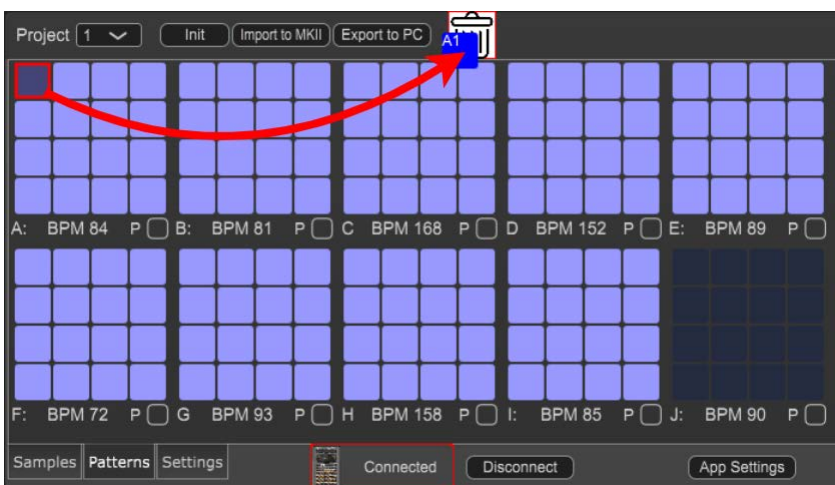 Project 1 Init Import to MKII Export to PC A1
A: BPM 84 P B: BPM 81 P C BPM 168 P D BPM 152 P E: BPM 89 P
F: BPM 72 P G BPM 93 P H BPM 158 P I: BPM 85 P J: BPM 90 P
Samples Patterns Settings Connected Disconnect App Settings